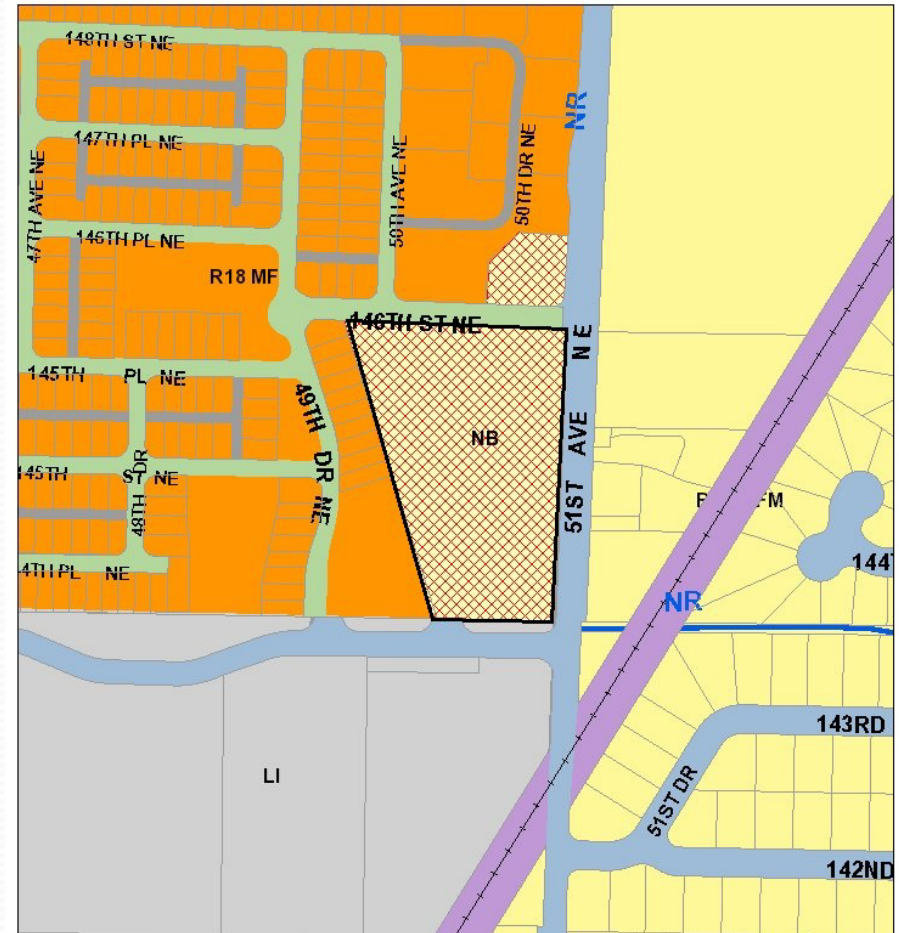 148TH ST NE
NR
147TH PL NE
50TH AVE NE
50TH DR NE
47TH AVE NE
146TH PL NE
R18 MF
146TH ST NE
145TH PL NE
49TH DR NE
NB
51ST AVE NE
145TH ST NE
48TH DR
PL NE
NR
143RD
LI
51ST DR
142ND